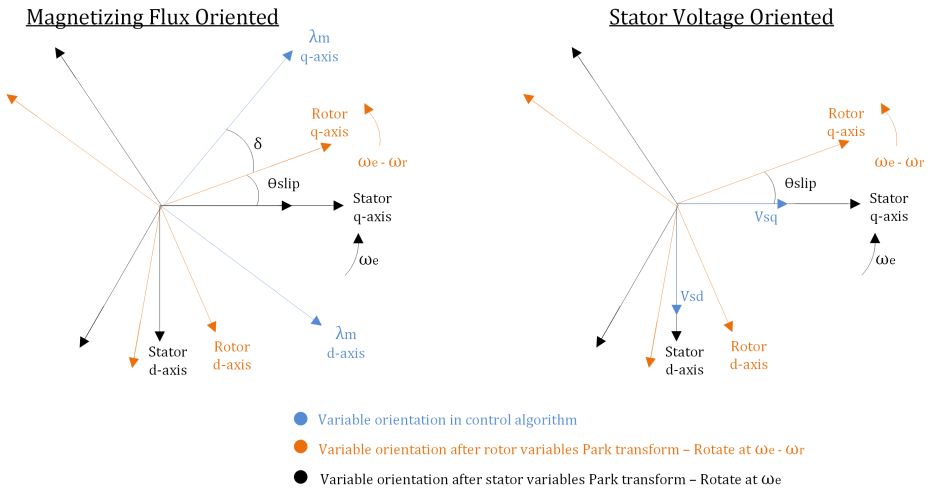 Magnetizing Flux Oriented
λm
q-axis
Rotor
q-axis
δ
ωe - ωr
Θslip
Stator
q-axis
ωe
λm
d-axis
Stator
d-axis
Rotor
d-axis
Stator Voltage Oriented
Rotor
q-axis
ωe - ωr
Θslip
Stator
q-axis
Vsq
ωe
Vsd
Stator
d-axis
Rotor
d-axis
Variable orientation in control algorithm
Variable orientation after rotor variables Park transform – Rotate at ωe - ωr
Variable orientation after stator variables Park transform – Rotate at ωe